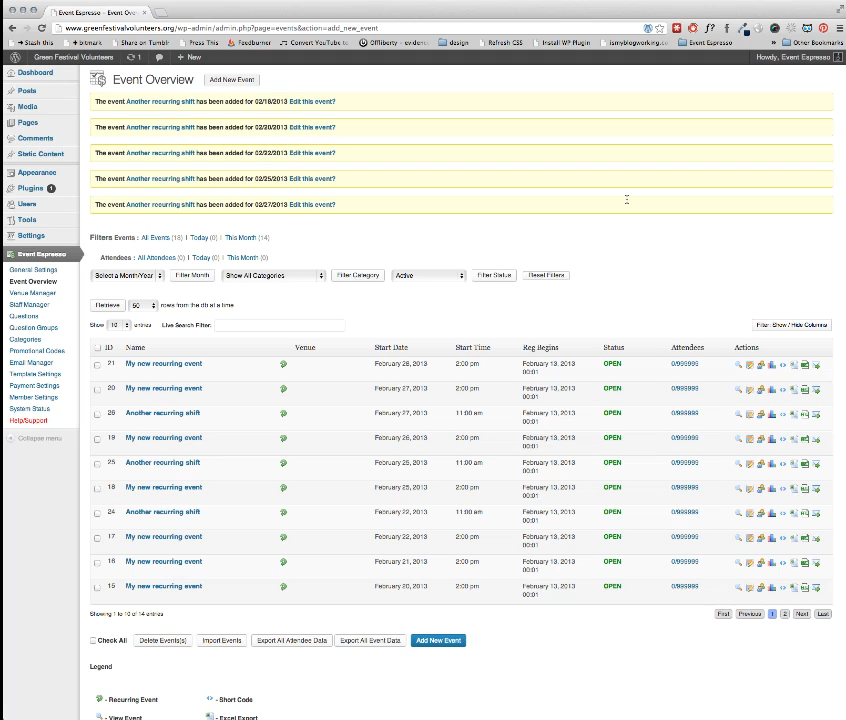 Event Espresso - Event Over...
www.greenfestivalvolunteers.org/wp-admin/admin.php?page=events&action=add_new_event
Stash this bitmark Share on Tumblr Press This Feedburner Convert YouTube to Offliberty – evidenc design Refresh CSS Install WP Plugin ismyblogworking.co Event Espresso » Other Bookmarks
Green Festival Volunteers 1 + New Howdy, Event Espresso
Dashboard
Posts
Media
Pages
Comments
Static Content
Appearance
Plugins 1
Users
Tools
Settings
Event Espresso
General Settings
Event Overview
Venue Manager
Staff Manager
Questions
Question Groups
Categories
Promotional Codes
Email Manager
Template Settings
Payment Settings
Member Settings
System Status
Help/Support
Collapse menu
Event Overview Add New Event
The event Another recurring shift has been added for 02/18/2013 Edit this event?
The event Another recurring shift has been added for 02/20/2013 Edit this event?
The event Another recurring shift has been added for 02/22/2013 Edit this event?
The event Another recurring shift has been added for 02/25/2013 Edit this event?
The event Another recurring shift has been added for 02/27/2013 Edit this event?
Filters Events : All Events (18) | Today (0) | This Month (14)
Attendees : All Attendees (0) | Today (0) | This Month (0)
Select a Month/Year Filter Month Show All Categories Filter Category Active Filter Status Reset Filters
Retrieve 50 rows from the db at a time
Show 10 entries Live Search Filter: Filter: Show / Hide Columns
ID Name Venue Start Date Start Time Reg Begins Status Attendees Actions
21 My new recurring event February 28, 2013 2:00 pm February 13, 2013 00:01 OPEN 0/999999
20 My new recurring event February 27, 2013 2:00 pm February 13, 2013 00:01 OPEN 0/999999
26 Another recurring shift February 27, 2013 11:00 am February 13, 2013 00:01 OPEN 0/999999
19 My new recurring event February 26, 2013 2:00 pm February 13, 2013 00:01 OPEN 0/999999
25 Another recurring shift February 25, 2013 11:00 am February 13, 2013 00:01 OPEN 0/999999
18 My new recurring event February 25, 2013 2:00 pm February 13, 2013 00:01 OPEN 0/999999
24 Another recurring shift February 22, 2013 11:00 am February 13, 2013 00:01 OPEN 0/999999
17 My new recurring event February 22, 2013 2:00 pm February 13, 2013 00:01 OPEN 0/999999
16 My new recurring event February 21, 2013 2:00 pm February 13, 2013 00:01 OPEN 0/999999
15 My new recurring event February 20, 2013 2:00 pm February 13, 2013 00:01 OPEN 0/999999
Showing 1 to 10 of 14 entries First Previous 1 2 Next Last
Check All Delete Events(s) Import Events Export All Attendee Data Export All Event Data Add New Event
Legend
- Recurring Event - Short Code
- View Event - Excel Export